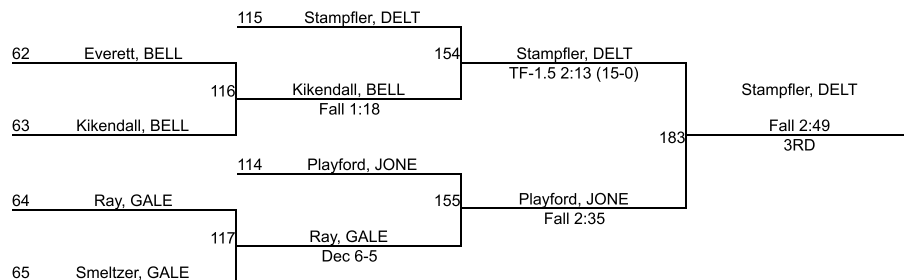 115 Stampfler, DELT
62 Everett, BELL
154 Stampfler, DELT
TF-1.5 2:13 (15-0)
116 Kikendall, BELL
Fall 1:18
Stampfler, DELT
63 Kikendall, BELL
183 Fall 2:49
3RD
114 Playford, JONE
64 Ray, GALE
155 Playford, JONE
Fall 2:35
117 Ray, GALE
Dec 6-5
65 Smeltzer, GALE